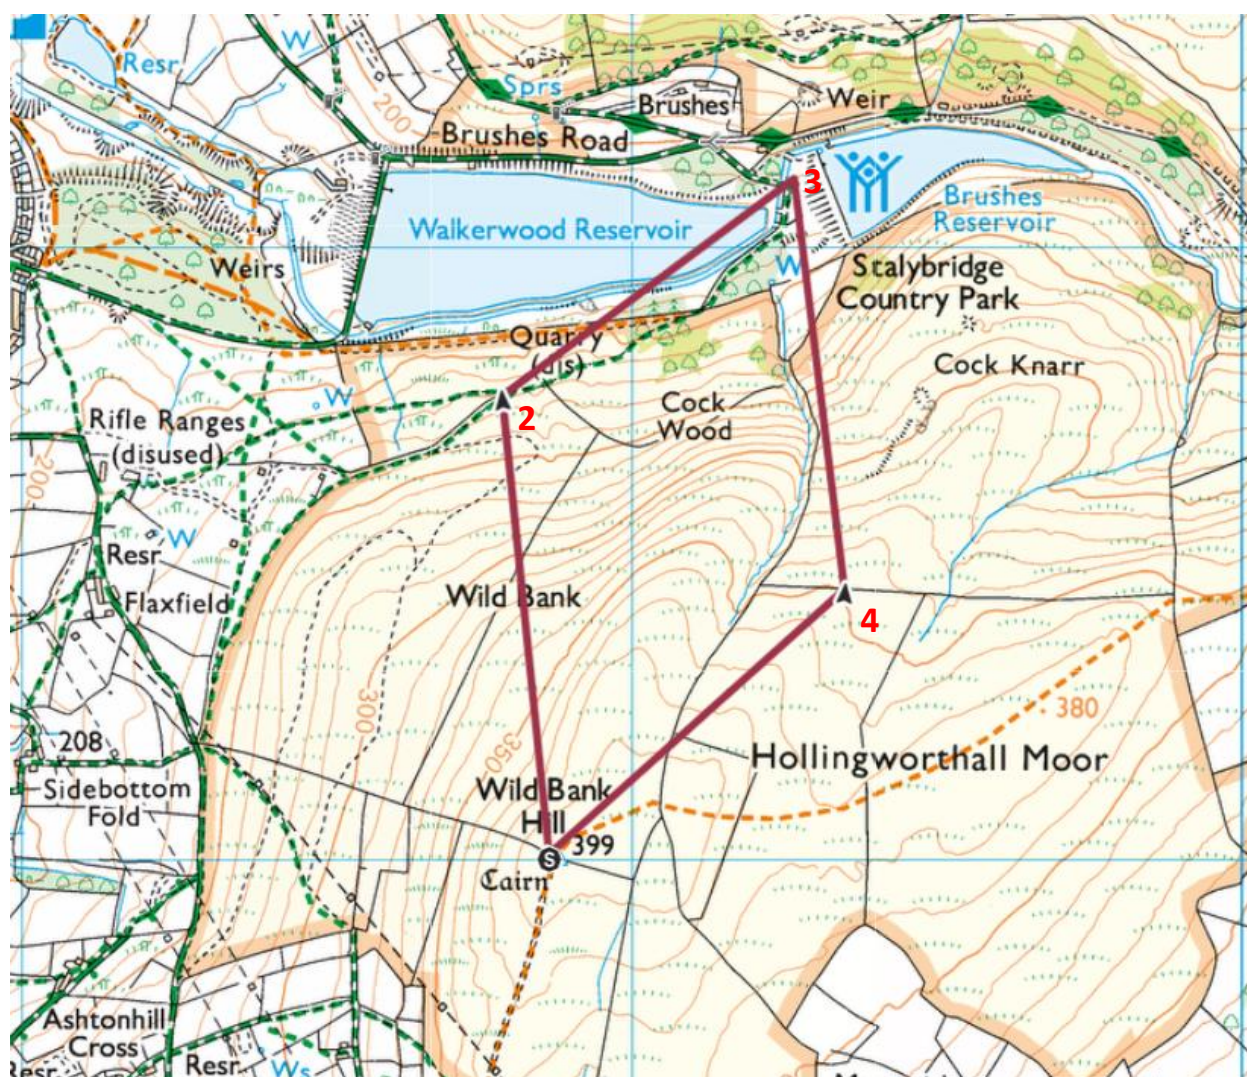 W
Resr
Sprs
Brushes
Weir
200
Brushes Road
3
Walkerwood Reservoir
Brushes
Reservoir
W
Weirs
Stalybridge
Country Park
Quarry
(dis)
Cock Knarr
W
2
Cock
Wood
Rifle Ranges
(disused)
200
W
Resr
Flaxfield
Wild Bank
4
300
380
208
350
Hollingworthall Moor
Sidebottom
Fold
Wild Bank
Hill
399
S
Cairn
Ashtonhill
Cross
Resr
Ws